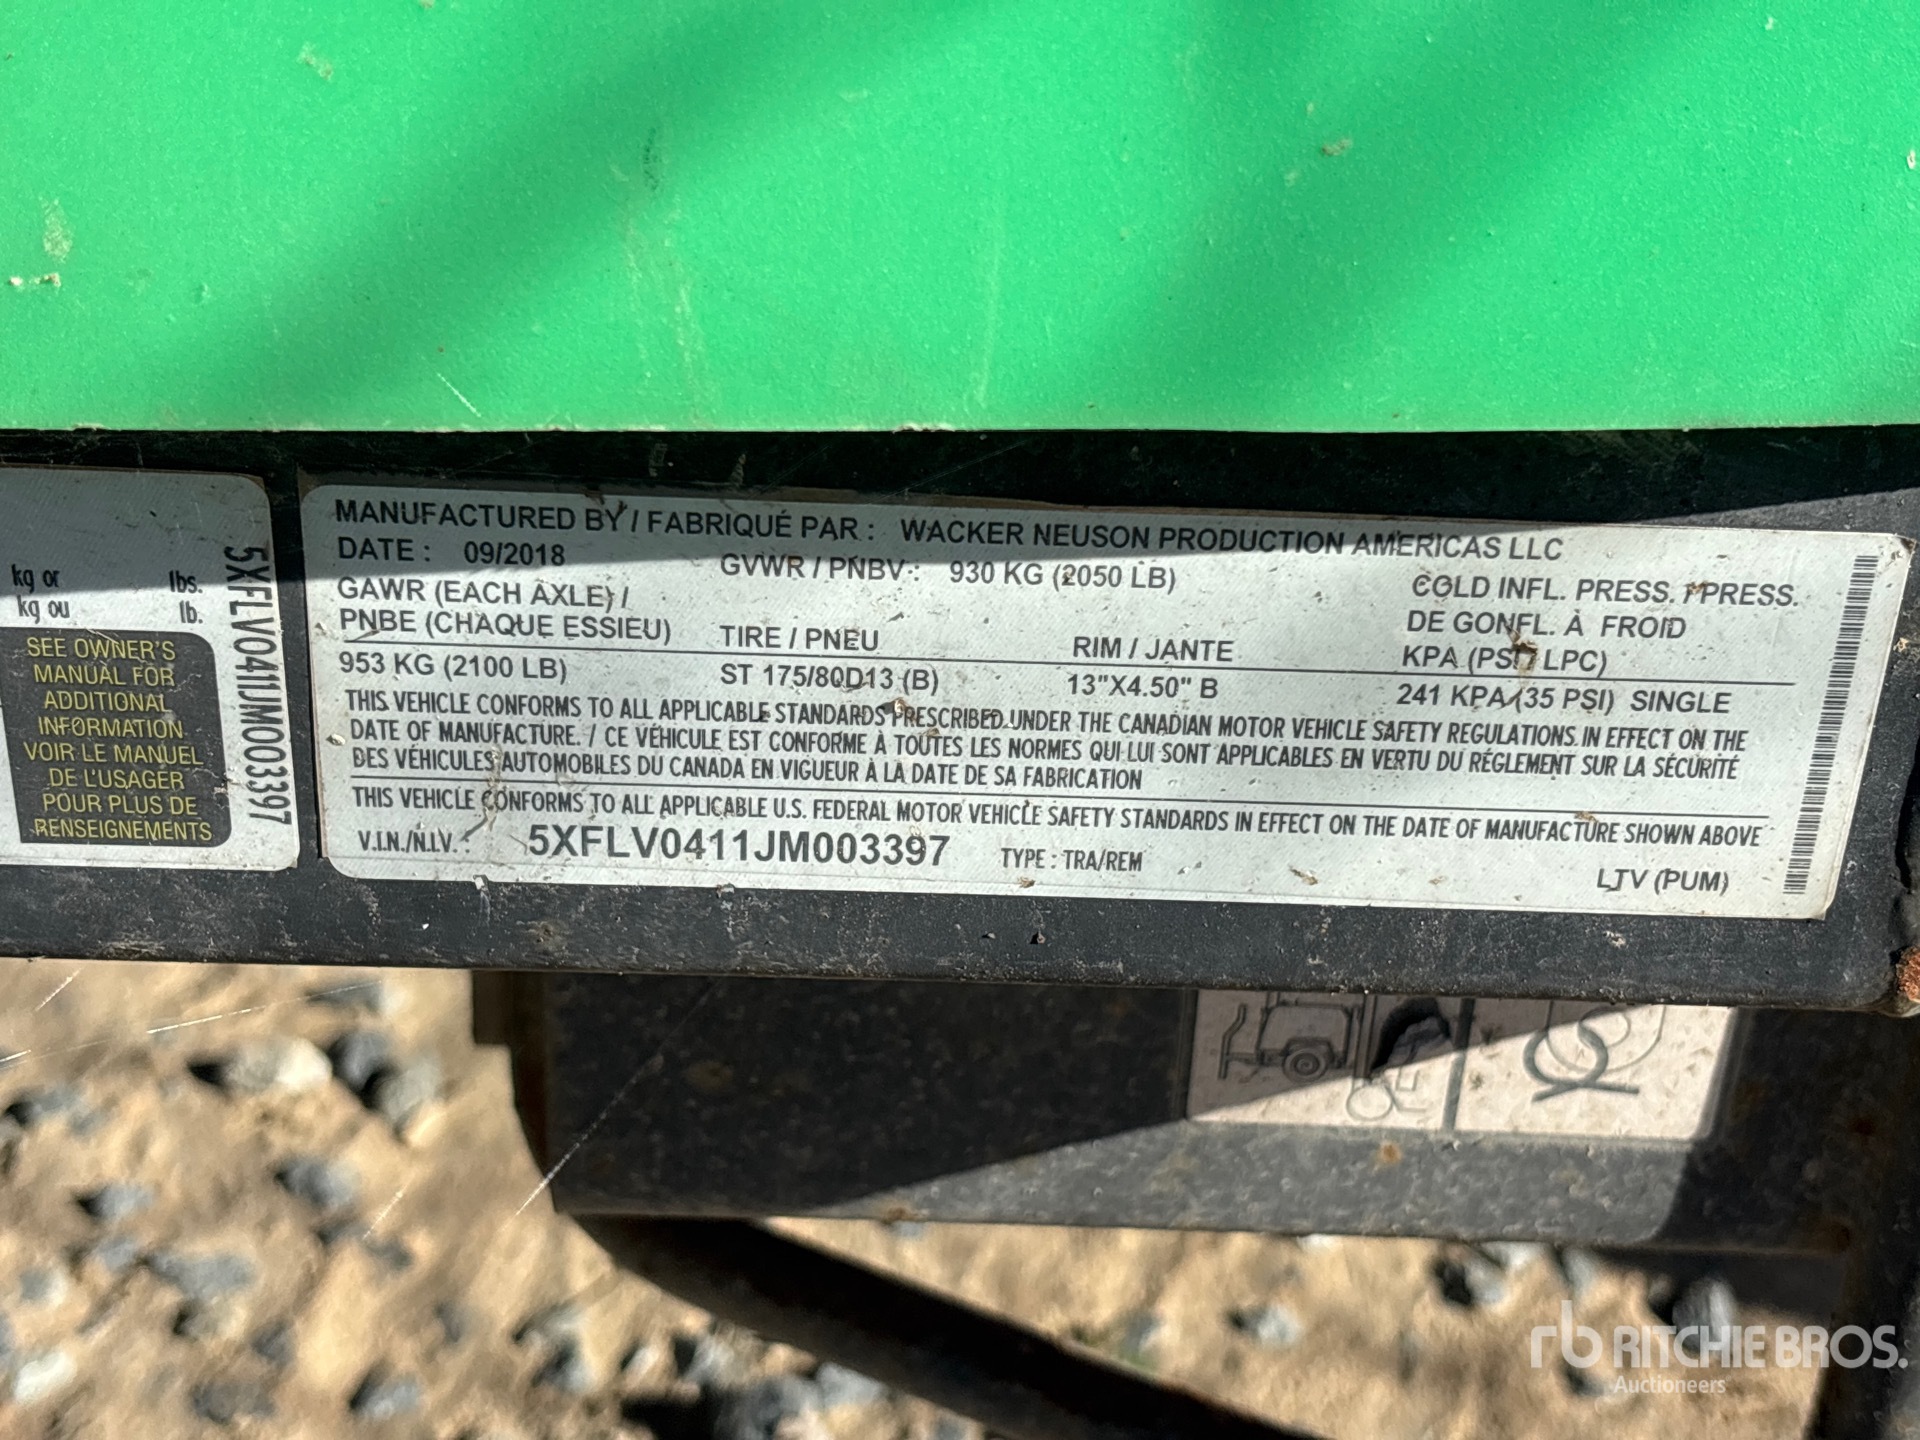 kg or lbs.
kg ou lb.
SEE OWNER'S
MANUAL FOR
ADDITIONAL
INFORMATION
VOIR LE MANUEL
DE L'USAGER
POUR PLUS DE
RENSEIGNEMENTS
5XFLV0411JM003397
MANUFACTURED BY / FABRIQUÉ PAR : WACKER NEUSON PRODUCTION AMERICAS LLC
DATE : 09/2018 GVWR / PNBV : 930 KG (2050 LB)
GAWR (EACH AXLE) / COLD INFL. PRESS. / PRESS.
PNBE (CHAQUE ESSIEU) TIRE / PNEU RIM / JANTE DE GONFL. À FROID
KPA (PSI / LPC)
953 KG (2100 LB) ST 175/80D13 (B) 13"X4.50" B 241 KPA (35 PSI) SINGLE
THIS VEHICLE CONFORMS TO ALL APPLICABLE STANDARDS PRESCRIBED UNDER THE CANADIAN MOTOR VEHICLE SAFETY REGULATIONS IN EFFECT ON THE
DATE OF MANUFACTURE. / CE VÉHICULE EST CONFORME À TOUTES LES NORMES QUI LUI SONT APPLICABLES EN VERTU DU RÉGLEMENT SUR LA SÉCURITÉ
DES VÉHICULES AUTOMOBILES DU CANADA EN VIGUEUR À LA DATE DE SA FABRICATION
THIS VEHICLE CONFORMS TO ALL APPLICABLE U.S. FEDERAL MOTOR VEHICLE SAFETY STANDARDS IN EFFECT ON THE DATE OF MANUFACTURE SHOWN ABOVE
V.I.N./N.I.V. : 5XFLV0411JM003397 TYPE : TRA/REM LTV (PUM)
rb RITCHIE BROS.
Auctioneers